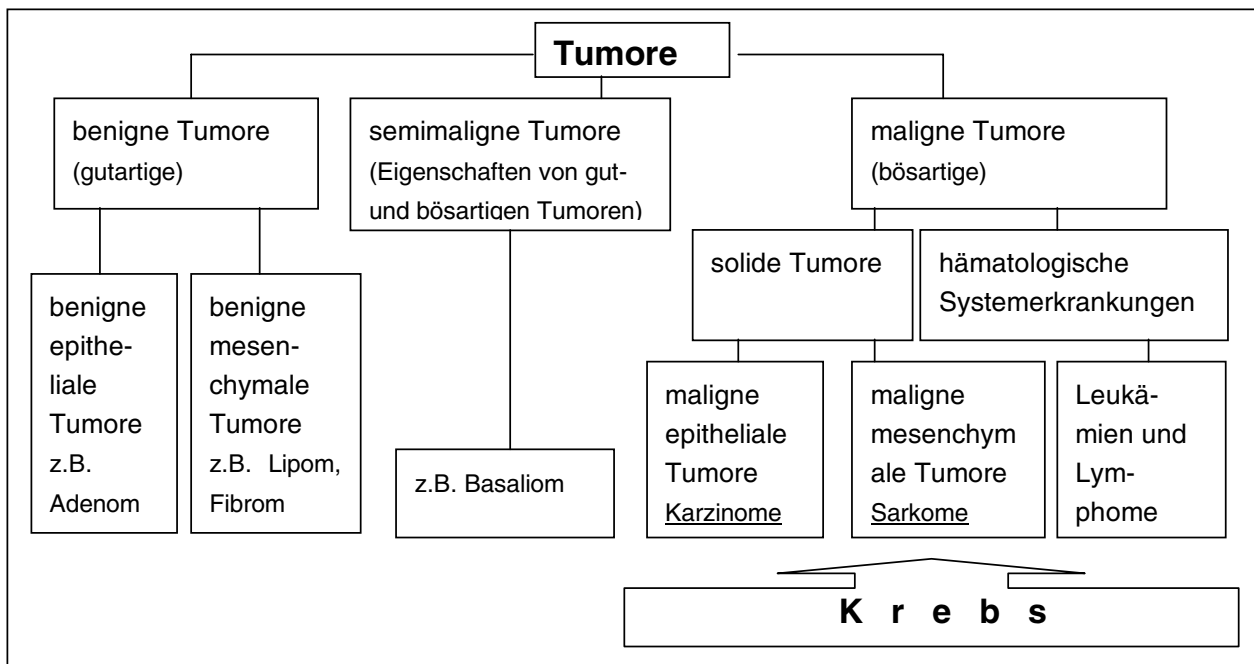 Tumore
benigne Tumore
(gutartige)
semimaligne Tumore
(Eigenschaften von gut-
und bösartigen Tumoren)
maligne Tumore
(bösartige)
solide Tumore
hämatologische
Systemerkrankungen
benigne
epithe-
liale
Tumore
z.B.
Adenom
benigne
mesen-
chymale
Tumore
z.B. Lipom,
Fibrom
z.B. Basaliom
maligne
epitheliale
Tumore
Karzinome
maligne
mesenchym
ale Tumore
Sarkome
Leukä-
mien und
Lym-
phome
K r e b s